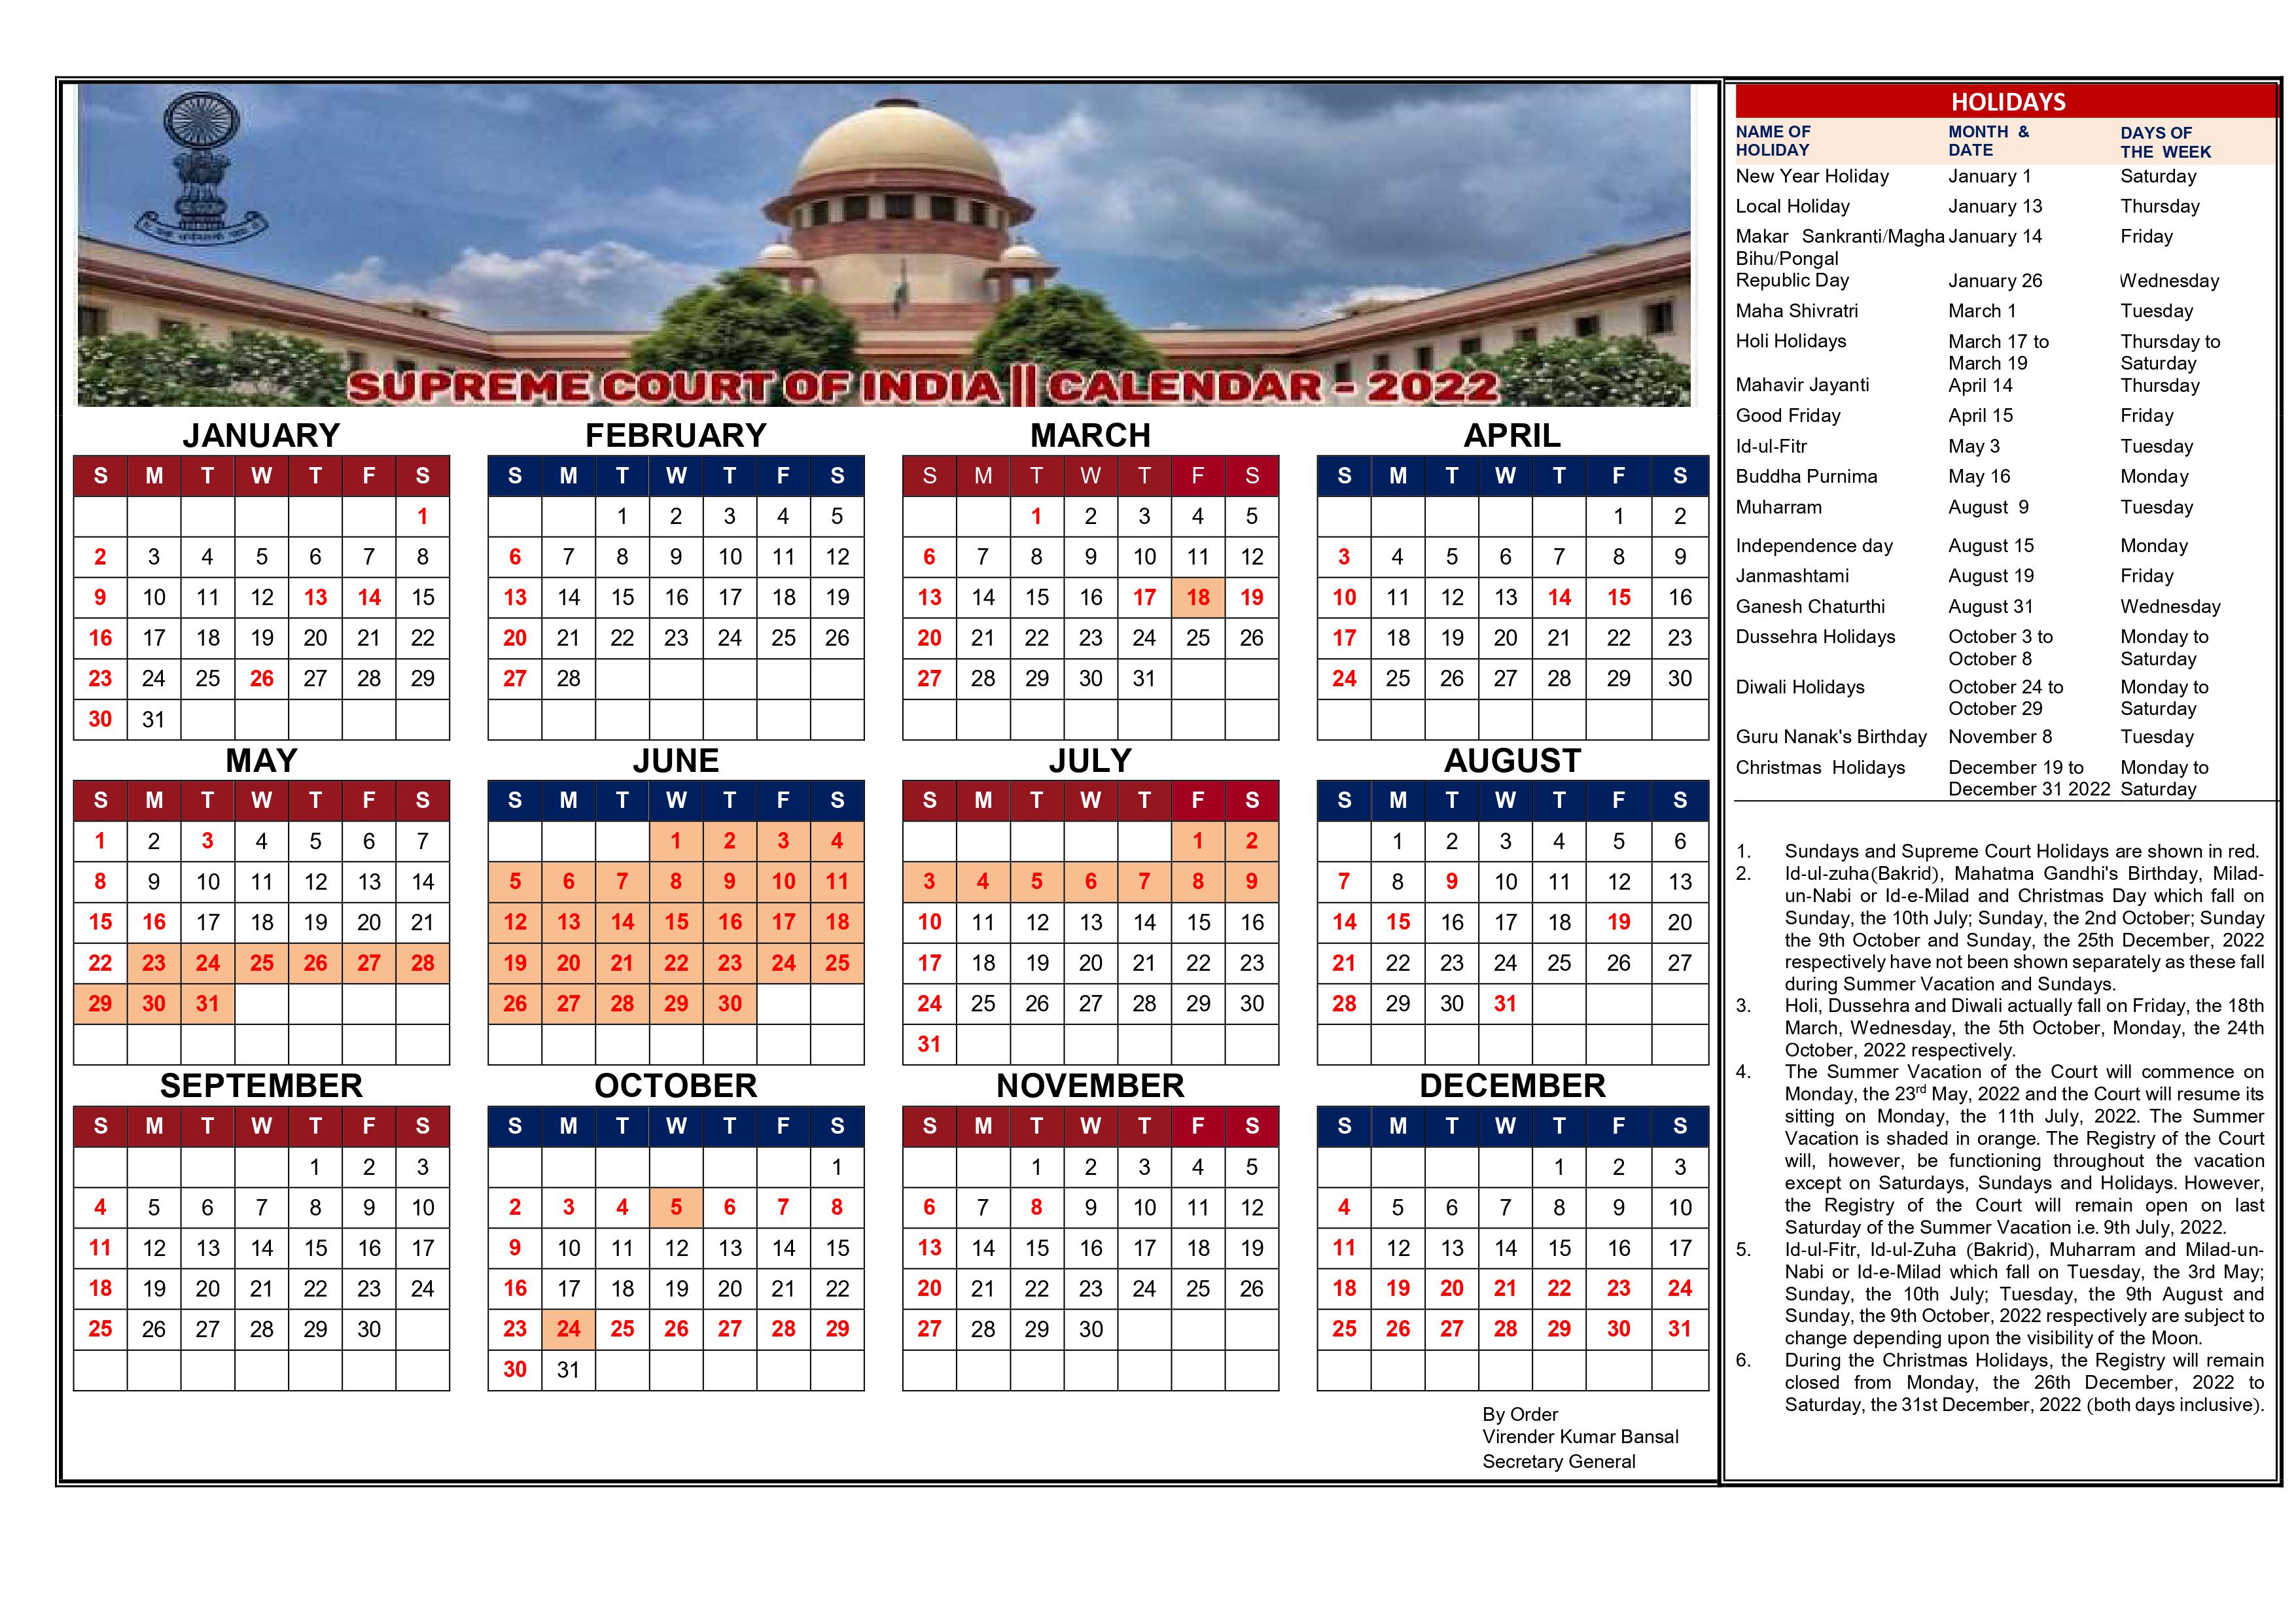 SUPREME COURT OF INDIA || CALENDAR - 2022
JANUARY
S M T W T F S
1
2 3 4 5 6 7 8
9 10 11 12 13 14 15
16 17 18 19 20 21 22
23 24 25 26 27 28 29
30 31
FEBRUARY
S M T W T F S
1 2 3 4 5
6 7 8 9 10 11 12
13 14 15 16 17 18 19
20 21 22 23 24 25 26
27 28
MARCH
S M T W T F S
1 2 3 4 5
6 7 8 9 10 11 12
13 14 15 16 17 18 19
20 21 22 23 24 25 26
27 28 29 30 31
APRIL
S M T W T F S
1 2
3 4 5 6 7 8 9
10 11 12 13 14 15 16
17 18 19 20 21 22 23
24 25 26 27 28 29 30
MAY
S M T W T F S
1 2 3 4 5 6 7
8 9 10 11 12 13 14
15 16 17 18 19 20 21
22 23 24 25 26 27 28
29 30 31
JUNE
S M T W T F S
1 2 3 4
5 6 7 8 9 10 11
12 13 14 15 16 17 18
19 20 21 22 23 24 25
26 27 28 29 30
JULY
S M T W T F S
1 2
3 4 5 6 7 8 9
10 11 12 13 14 15 16
17 18 19 20 21 22 23
24 25 26 27 28 29 30
31
AUGUST
S M T W T F S
1 2 3 4 5 6
7 8 9 10 11 12 13
14 15 16 17 18 19 20
21 22 23 24 25 26 27
28 29 30 31
SEPTEMBER
S M T W T F S
1 2 3
4 5 6 7 8 9 10
11 12 13 14 15 16 17
18 19 20 21 22 23 24
25 26 27 28 29 30
OCTOBER
S M T W T F S
1
2 3 4 5 6 7 8
9 10 11 12 13 14 15
16 17 18 19 20 21 22
23 24 25 26 27 28 29
30 31
NOVEMBER
S M T W T F S
1 2 3 4 5
6 7 8 9 10 11 12
13 14 15 16 17 18 19
20 21 22 23 24 25 26
27 28 29 30
DECEMBER
S M T W T F S
1 2 3
4 5 6 7 8 9 10
11 12 13 14 15 16 17
18 19 20 21 22 23 24
25 26 27 28 29 30 31
By Order
Virender Kumar Bansal
Secretary General
HOLIDAYS
NAME OF MONTH & DAYS OF
HOLIDAY DATE THE WEEK
New Year Holiday January 1 Saturday
Local Holiday January 13 Thursday
Makar Sankranti/Magha January 14 Friday
Bihu/Pongal
Republic Day January 26 Wednesday
Maha Shivratri March 1 Tuesday
Holi Holidays March 17 to Thursday to
March 19 Saturday
Mahavir Jayanti April 14 Thursday
Good Friday April 15 Friday
Id-ul-Fitr May 3 Tuesday
Buddha Purnima May 16 Monday
Muharram August 9 Tuesday
Independence day August 15 Monday
Janmashtami August 19 Friday
Ganesh Chaturthi August 31 Wednesday
Dussehra Holidays October 3 to Monday to
October 8 Saturday
Diwali Holidays October 24 to Monday to
October 29 Saturday
Guru Nanak's Birthday November 8 Tuesday
Christmas Holidays December 19 to Monday to
December 31 2022 Saturday
1. Sundays and Supreme Court Holidays are shown in red.
2. Id-ul-zuha(Bakrid), Mahatma Gandhi's Birthday, Milad-
un-Nabi or Id-e-Milad and Christmas Day which fall on
Sunday, the 10th July; Sunday, the 2nd October; Sunday
the 9th October and Sunday, the 25th December, 2022
respectively have not been shown separately as these fall
during Summer Vacation and Sundays.
3. Holi, Dussehra and Diwali actually fall on Friday, the 18th
March, Wednesday, the 5th October, Monday, the 24th
October, 2022 respectively.
4. The Summer Vacation of the Court will commence on
Monday, the 23rd May, 2022 and the Court will resume its
sitting on Monday, the 11th July, 2022. The Summer
Vacation is shaded in orange. The Registry of the Court
will, however, be functioning throughout the vacation
except on Saturdays, Sundays and Holidays. However,
the Registry of the Court will remain open on last
Saturday of the Summer Vacation i.e. 9th July, 2022.
5. Id-ul-Fitr, Id-ul-Zuha (Bakrid), Muharram and Milad-un-
Nabi or Id-e-Milad which fall on Tuesday, the 3rd May;
Sunday, the 10th July; Tuesday, the 9th August and
Sunday, the 9th October, 2022 respectively are subject to
change depending upon the visibility of the Moon.
6. During the Christmas Holidays, the Registry will remain
closed from Monday, the 26th December, 2022 to
Saturday, the 31st December, 2022 (both days inclusive).